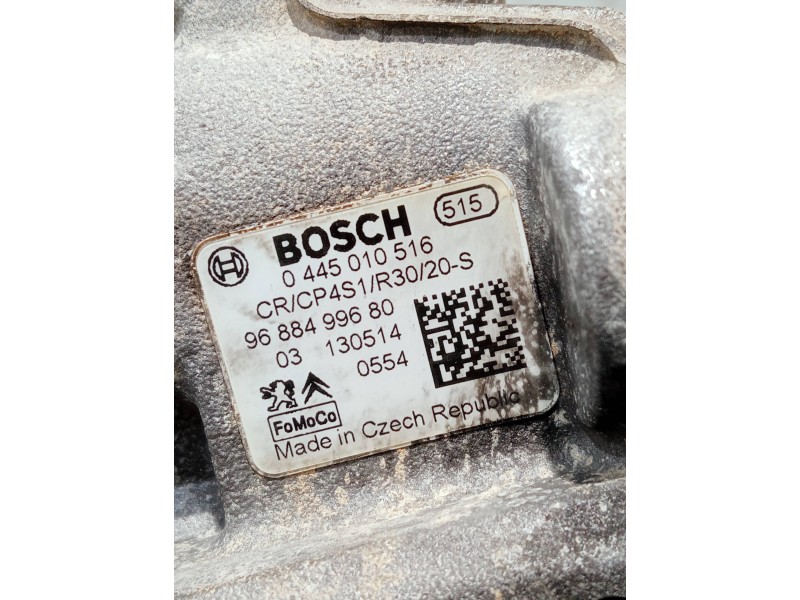 BOSCH 515
0 445 010 516
CR/CP4S1/R30/20-S
96 884 996 80
03 130514
0554
FoMoCo
Made in Czech Republic